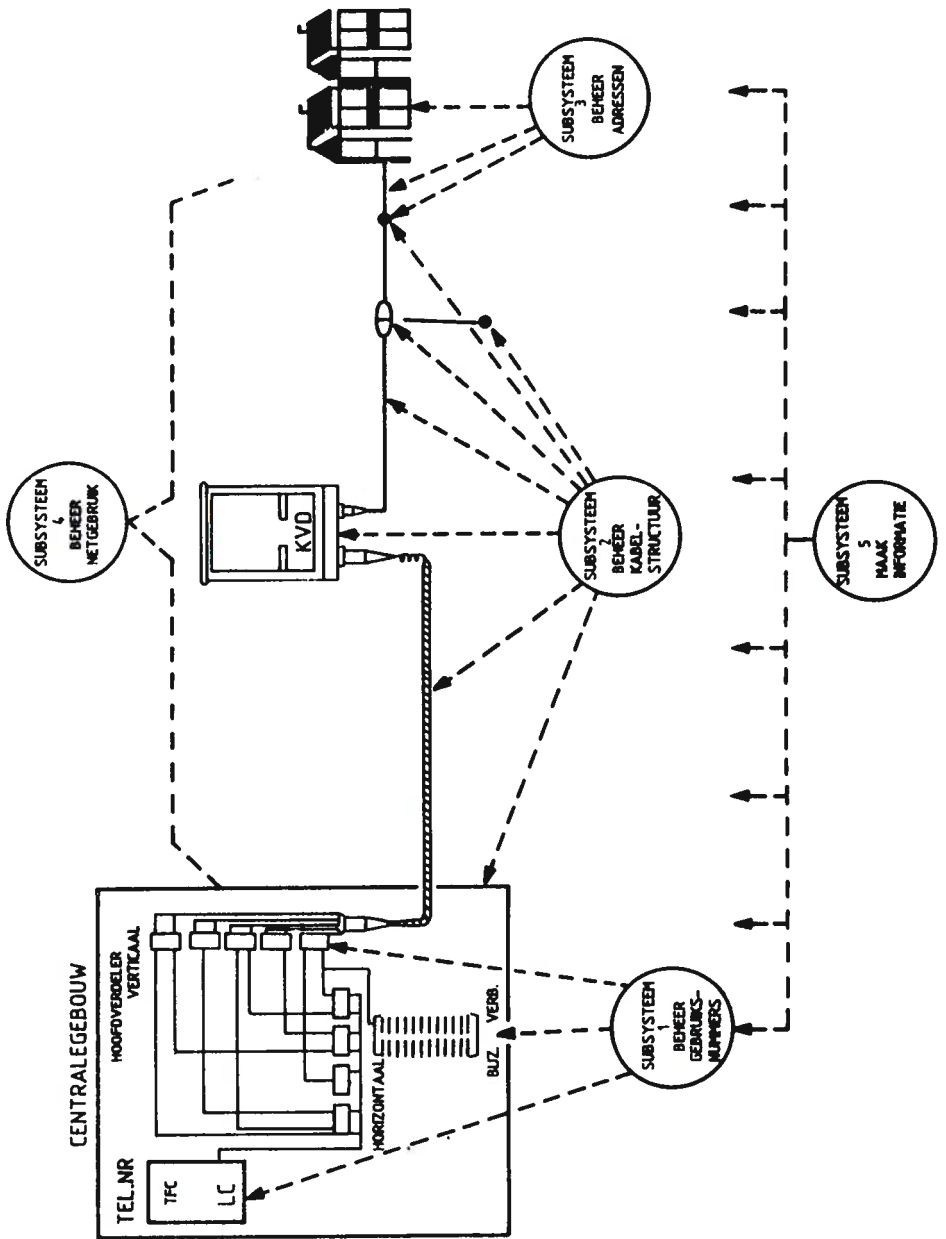 CENTRALEGEBOUW
TEL.NR
TFC
LC
HOOFDVERDELER
VERTICAAL
HORIZONTAAL
BIJZ. VERB.
KVD
SUBSYSTEEM
4
BEHEER
NETGEBRUIK
SUBSYSTEEM
1
BEHEER
GEBRUIKS-
NUMMERS
SUBSYSTEEM
2
BEHEER
KABEL-
STRUCTUUR
SUBSYSTEEM
3
BEHEER
ADRESSEN
SUBSYSTEEM
5
MAAK
INFORMATIE